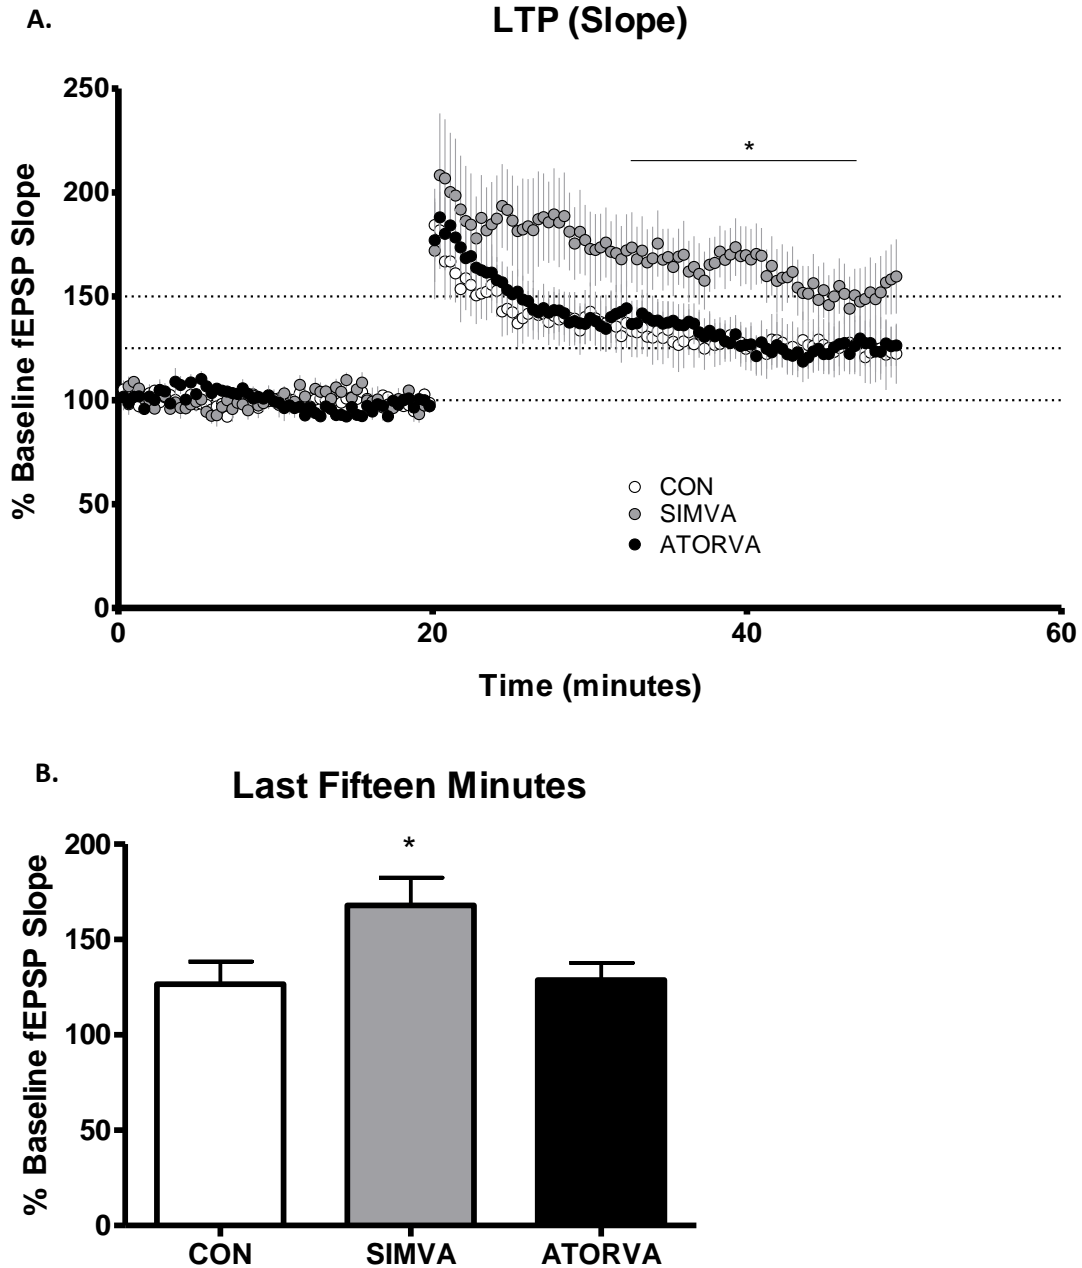 A.
LTP (Slope)
% Baseline fEPSP Slope
250
200
150
100
50
0
*
CON
SIMVA
ATORVA
0 20 40 60
Time (minutes)
B.
Last Fifteen Minutes
% Baseline fEPSP Slope
200
150
100
50
0
*
CON SIMVA ATORVA